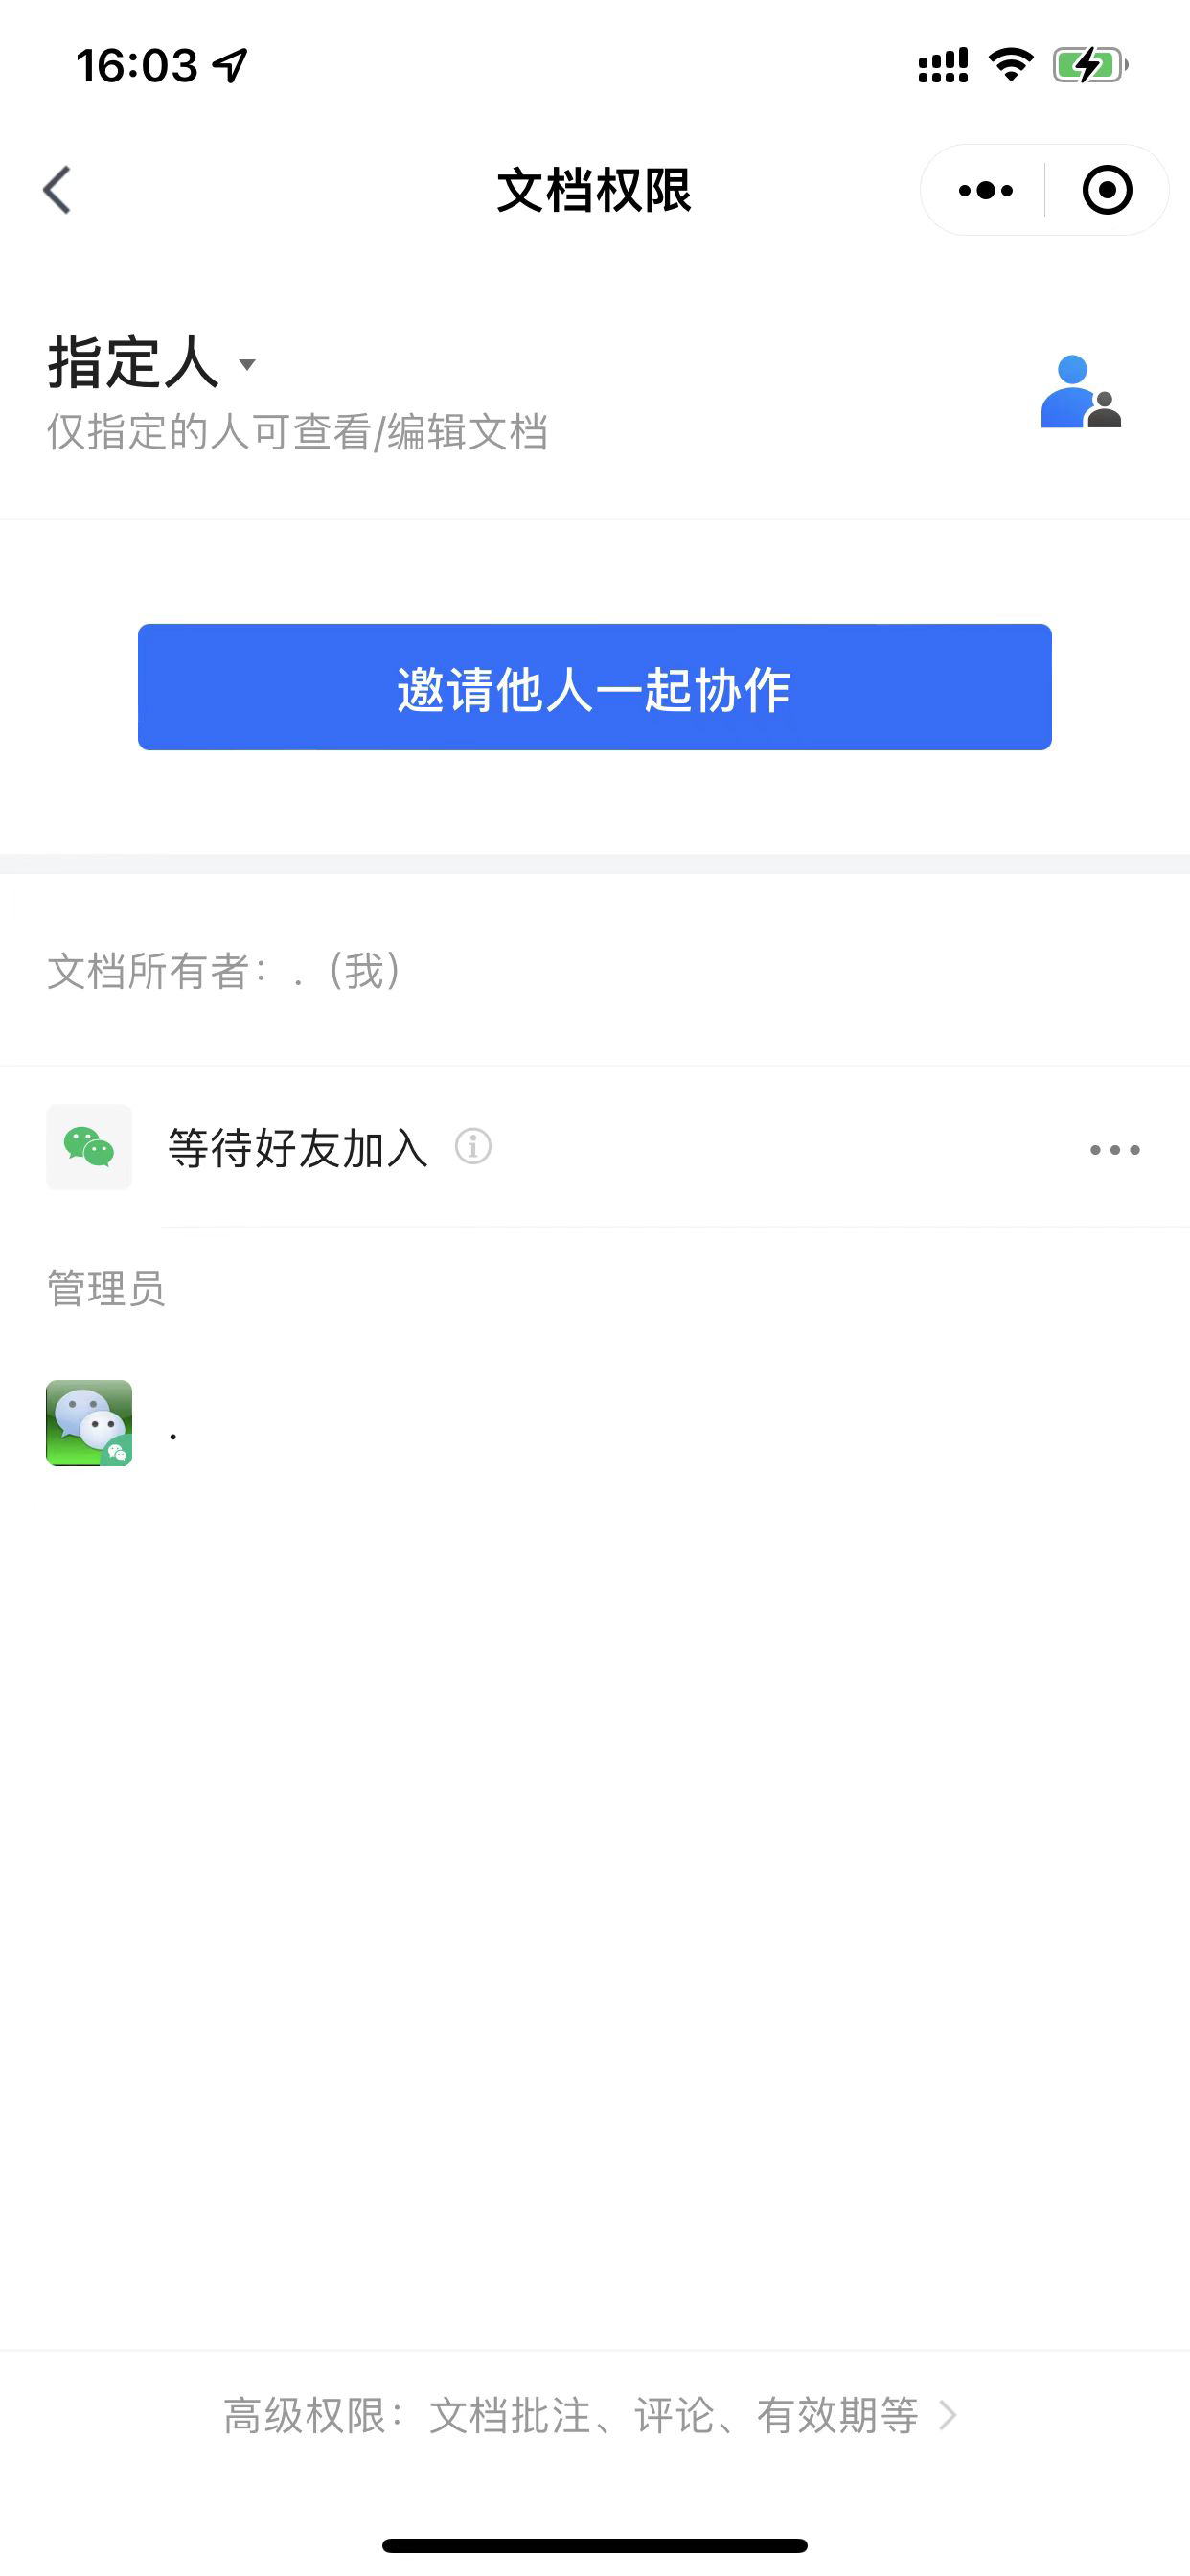 16:03
文档权限
指定人
仅指定的人可查看/编辑文档
邀请他人一起协作
文档所有者：.（我）
等待好友加入
管理员
.
高级权限：文档批注、评论、有效期等